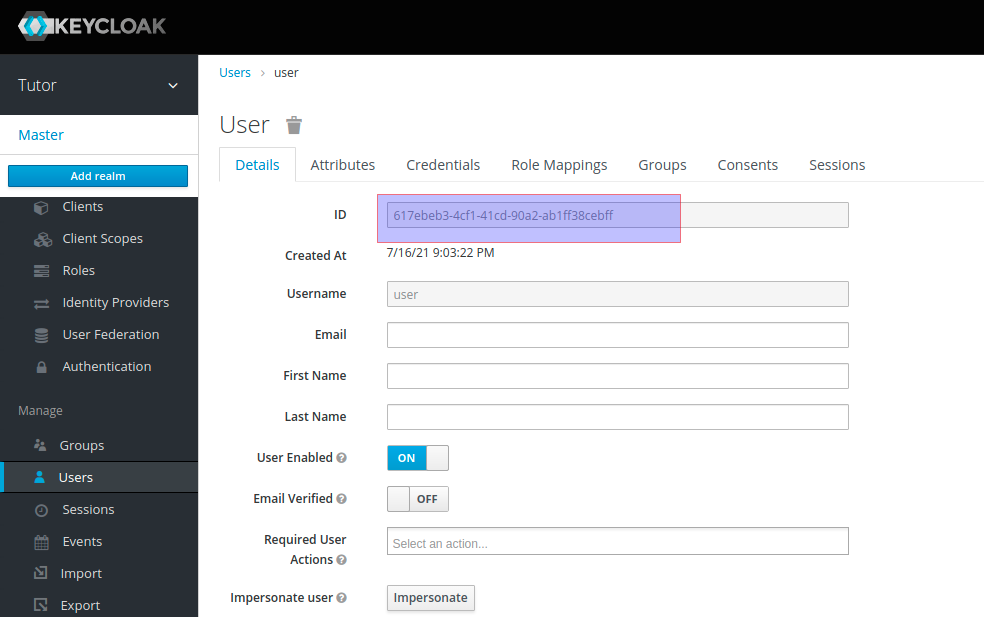 KEYCLOAK
Tutor
Master
Add realm
Clients
Client Scopes
Roles
Identity Providers
User Federation
Authentication
Manage
Groups
Users
Sessions
Events
Import
Export
Users > user
User
Details Attributes Credentials Role Mappings Groups Consents Sessions
ID 617ebeb3-4cf1-41cd-90a2-ab1ff38cebff
Created At 7/16/21 9:03:22 PM
Username user
Email
First Name
Last Name
User Enabled ON
Email Verified OFF
Required User
Actions Select an action...
Impersonate user Impersonate